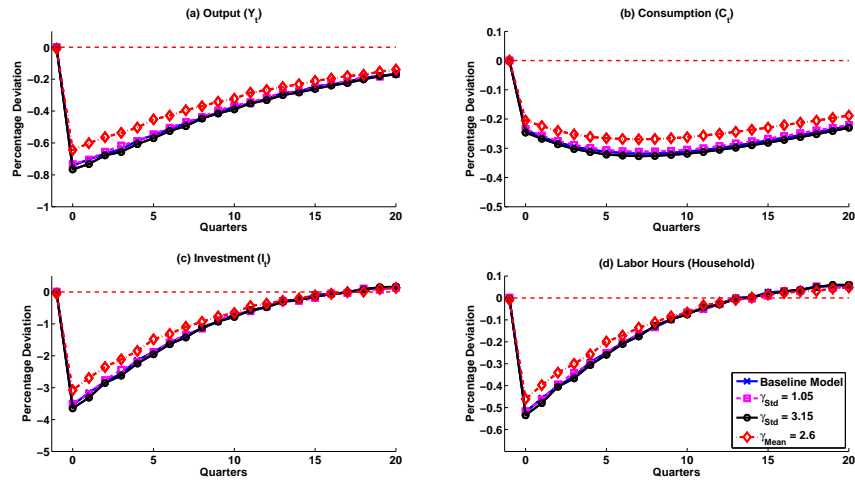 (a) Output (Yt)
Percentage Deviation
0
−0.2
−0.4
−0.6
−0.8
−1
0 5 10 15 20
Quarters
(b) Consumption (Ct)
Percentage Deviation
0.1
0
−0.1
−0.2
−0.3
−0.4
−0.5
0 5 10 15 20
Quarters
(c) Investment (It)
Percentage Deviation
1
0
−1
−2
−3
−4
−5
0 5 10 15 20
Quarters
(d) Labor Hours (Household)
Percentage Deviation
0.1
0
−0.1
−0.2
−0.3
−0.4
−0.5
−0.6
0 5 10 15 20
Quarters
Baseline Model
γStd = 1.05
γStd = 3.15
γMean = 2.6